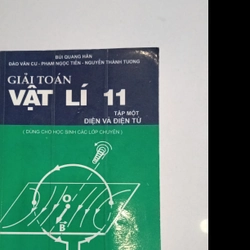 BÙI QUANG HÂN
ĐÀO VĂN CƯ - PHẠM NGỌC TIẾN - NGUYỄN THÀNH TƯƠNG
GIẢI TOÁN
VẬT LÍ 11
TẬP MỘT
ĐIỆN VÀ ĐIỆN TỪ
( DÙNG CHO HỌC SINH CÁC LỚP CHUYÊN )
O
B